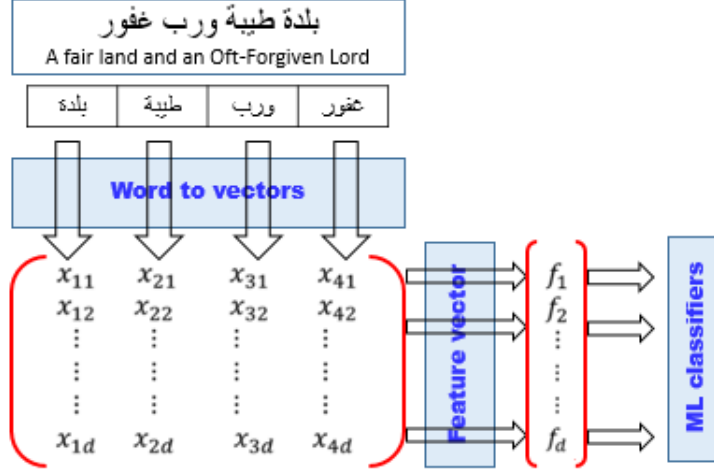 بلدة طيبة ورب غفور
A fair land and an Oft-Forgiven Lord
بلدة طيبة ورب غفور
Word to vectors
x₁₁ x₂₁ x₃₁ x₄₁ f₁
x₁₂ x₂₂ x₃₂ x₄₂ f₂
⋮ ⋮ ⋮ ⋮ ⋮
⋮ ⋮ ⋮ ⋮ ⋮
x₁d x₂d x₃d x₄d f_d
Feature vector
ML classifiers